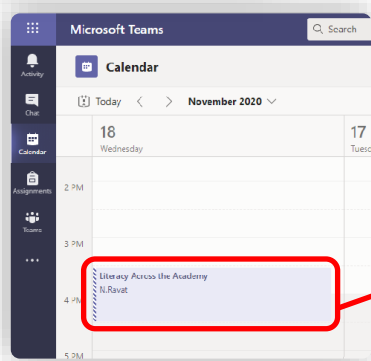 Microsoft Teams
Search
Activity
Calendar
Chat
Today < > November 2020
Calendar
18
17
Wednesday
Tuesc
Assignments
2 PM
Teams
3 PM
...
Literacy Across the Academy
N.Ravat
4 PM
5 PM